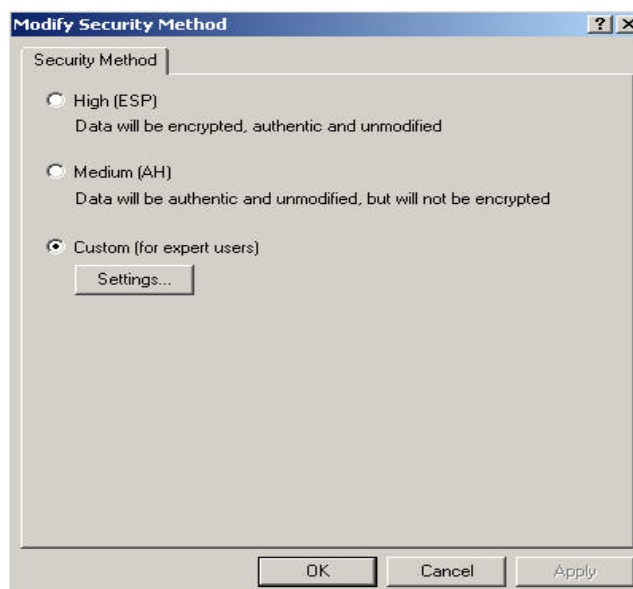 Modify Security Method
Security Method
High (ESP)
Data will be encrypted, authentic and unmodified
Medium (AH)
Data will be authentic and unmodified, but will not be encrypted
Custom (for expert users)
Settings...
OK Cancel Apply